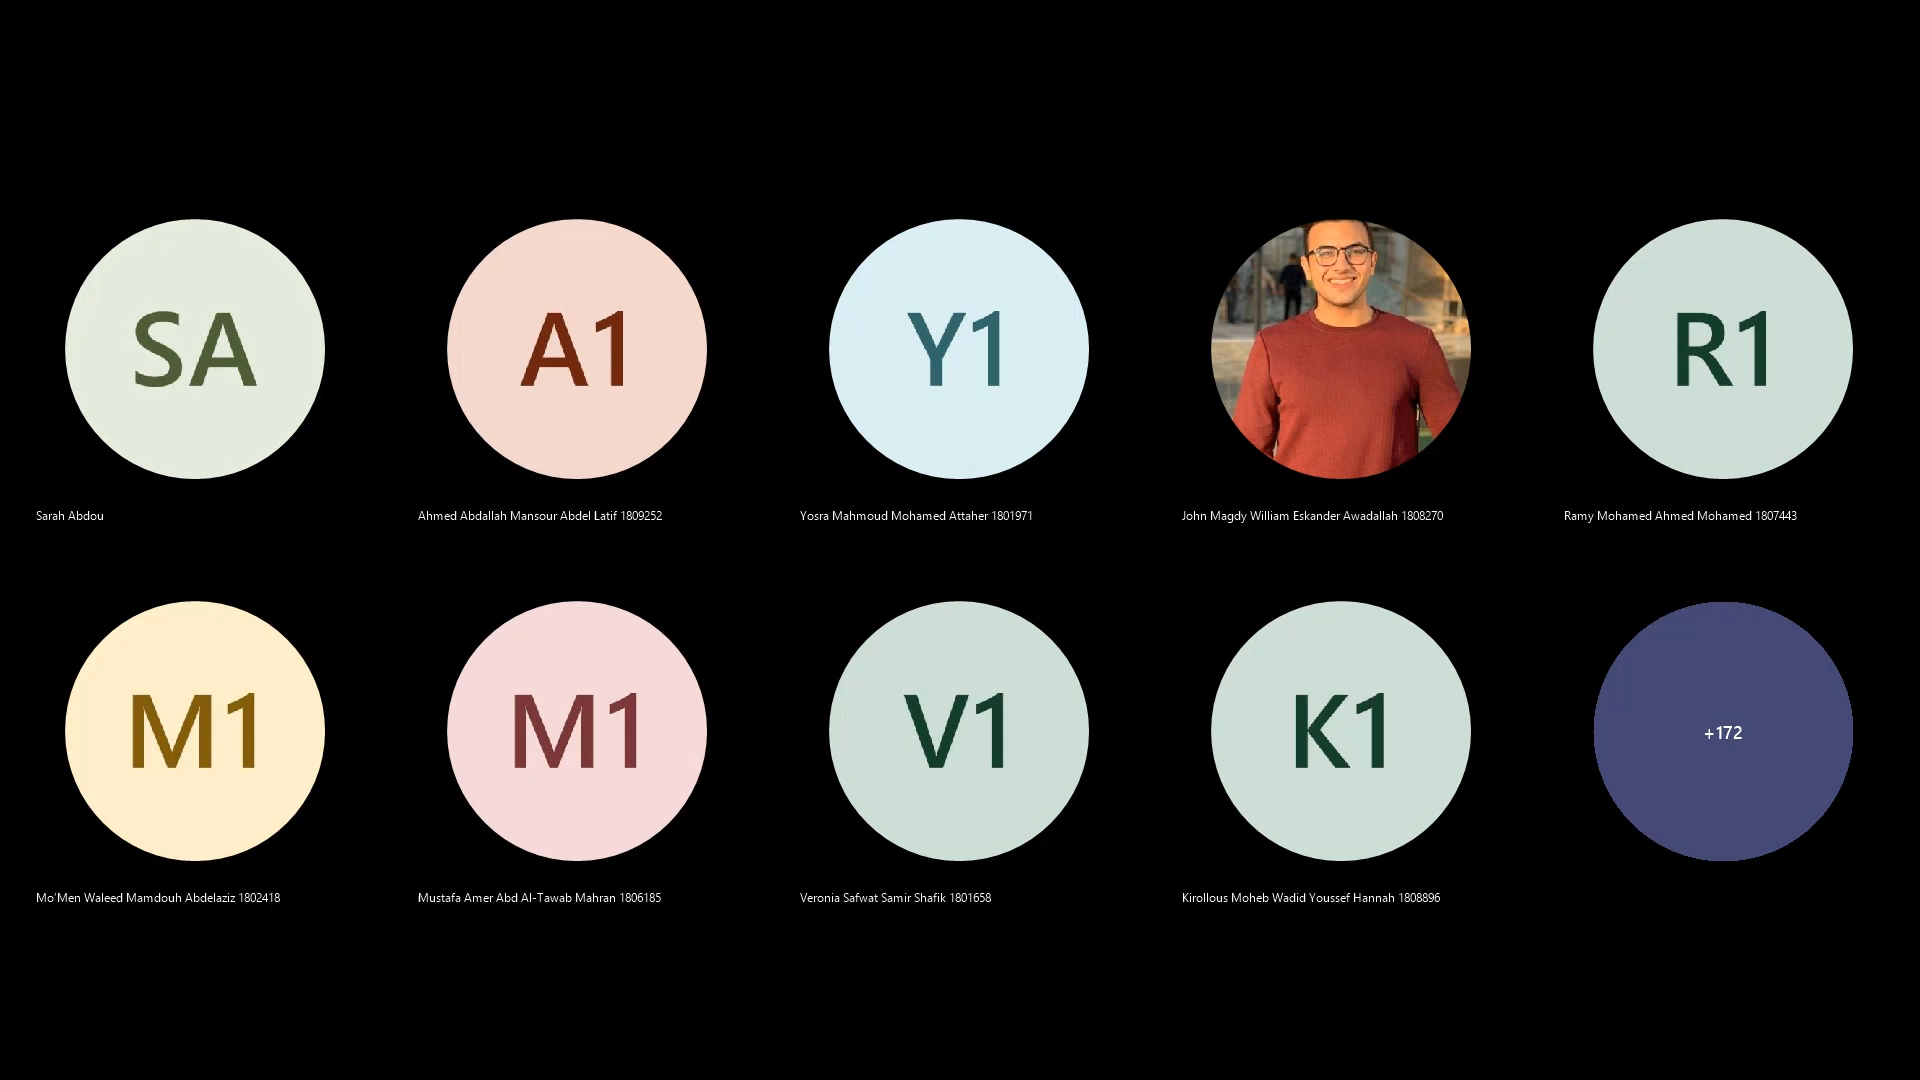 SA
A1
Y1
R1
Sarah Abdou
Ahmed Abdallah Mansour Abdel Latif 1809252
Yosra Mahmoud Mohamed Attaher 1801971
John Magdy William Eskander Awadallah 1808270
Ramy Mohamed Ahmed Mohamed 1807443
M1
M1
V1
K1
+172
Mo'Men Waleed Mamdouh Abdelaziz 1802418
Mustafa Amer Abd Al-Tawab Mahran 1806185
Veronia Safwat Samir Shafik 1801658
Kirollous Moheb Wadid Youssef Hannah 1808896